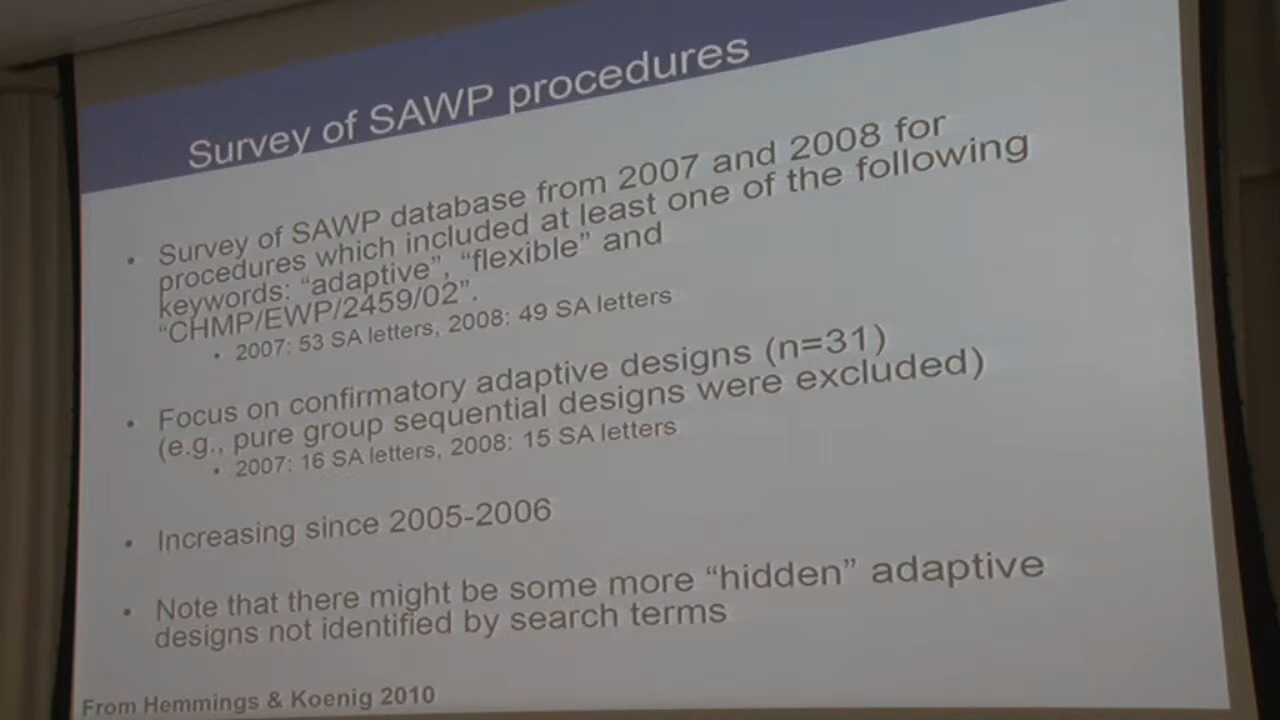 Survey of SAWP procedures
• Survey of SAWP database from 2007 and 2008 for
procedures which included at least one of the following
keywords: “adaptive”, “flexible” and
“CHMP/EWP/2459/02”.
• 2007: 53 SA letters, 2008: 49 SA letters
• Focus on confirmatory adaptive designs (n=31)
(e.g., pure group sequential designs were excluded)
• 2007: 16 SA letters, 2008: 15 SA letters
• Increasing since 2005-2006
• Note that there might be some more “hidden” adaptive
designs not identified by search terms
From Hemmings & Koenig 2010